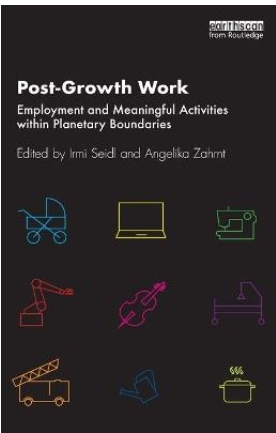 earthscan
from Routledge
Post-Growth Work
Employment and Meaningful Activities
within Planetary Boundaries
Edited by Irmi Seidl and Angelika Zahrnt